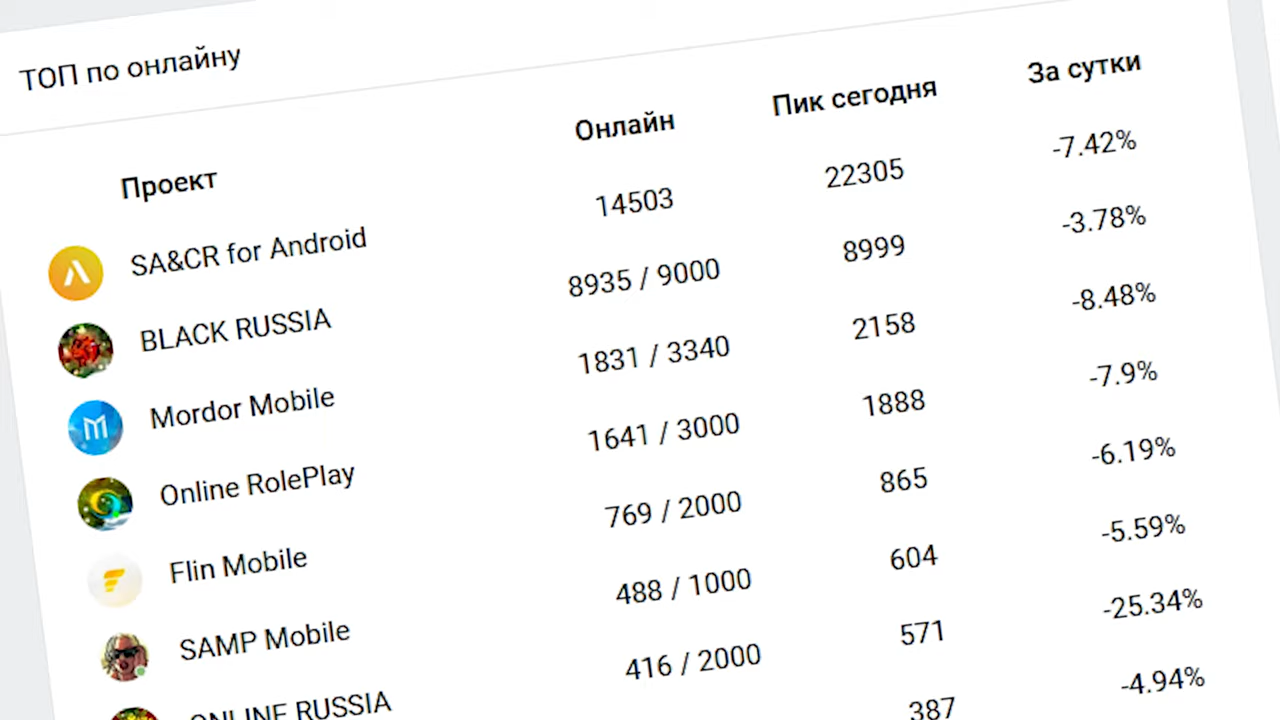 ТОП по онлайну
Проект Онлайн Пик сегодня За сутки
SA&CR for Android 14503 22305 -7.42%
BLACK RUSSIA 8935 / 9000 8999 -3.78%
Mordor Mobile 1831 / 3340 2158 -8.48%
Online RolePlay 1641 / 3000 1888 -7.9%
Flin Mobile 769 / 2000 865 -6.19%
SAMP Mobile 488 / 1000 604 -5.59%
ONLINE RUSSIA 416 / 2000 571 -25.34%
387 -4.94%